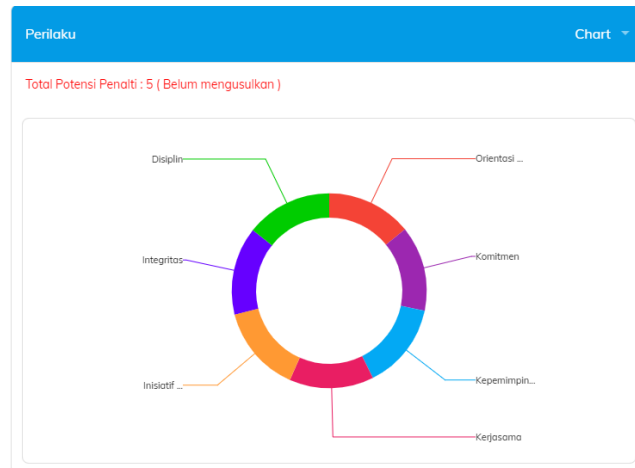 Perilaku
Chart
Total Potensi Penalti : 5 ( Belum mengusulkan )
Disiplin
Orientasi ...
Integritas
Komitmen
Inisiatif ...
Kepemimpin...
Kerjasama